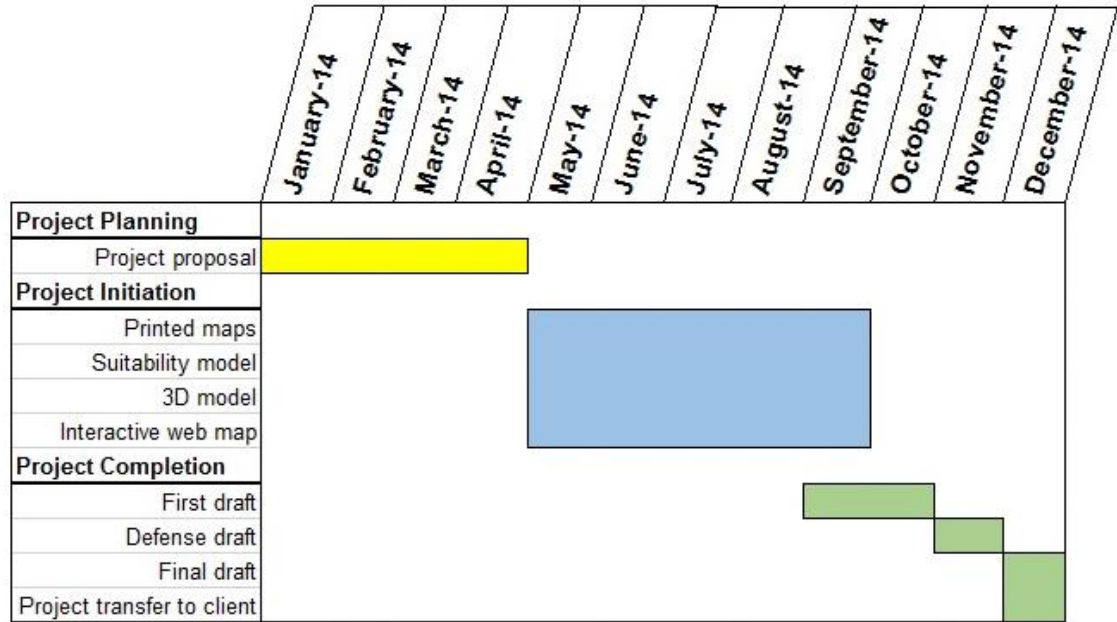 January-14
February-14
March-14
April-14
May-14
June-14
July-14
August-14
September-14
October-14
November-14
December-14
Project Planning
Project proposal
Project Initiation
Printed maps
Suitability model
3D model
Interactive web map
Project Completion
First draft
Defense draft
Final draft
Project transfer to client